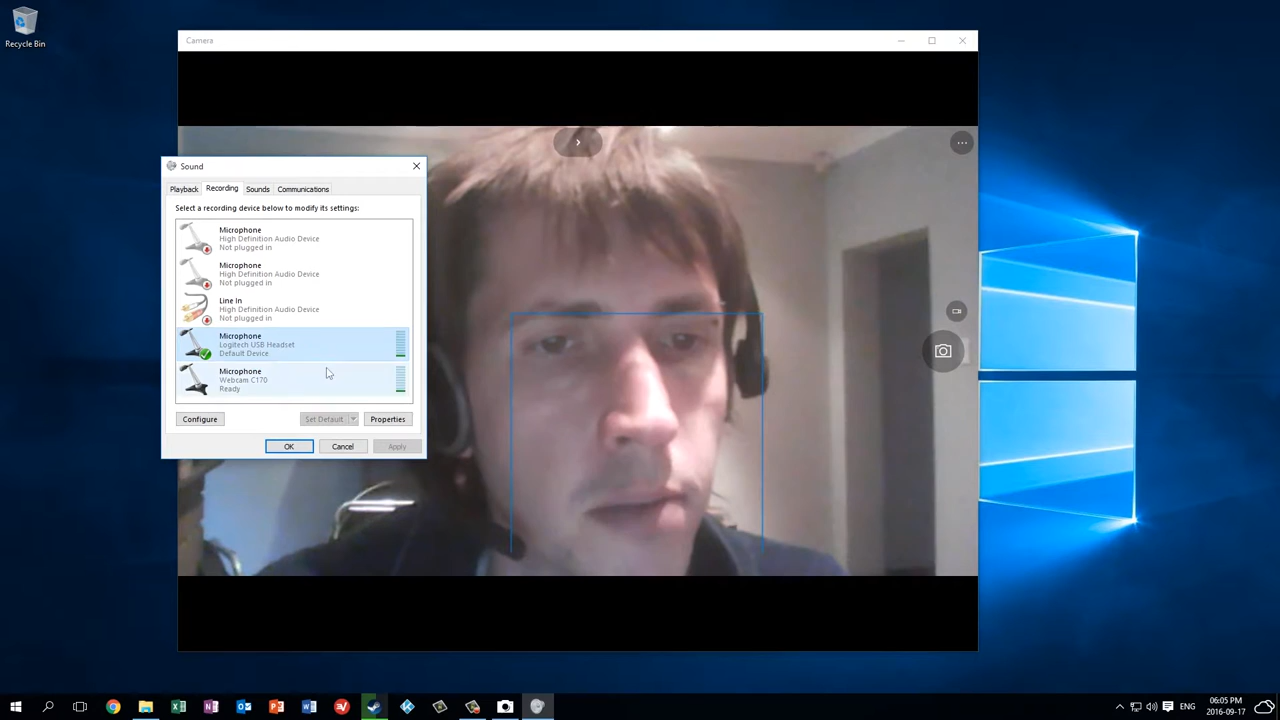 Recycle Bin
Camera
Sound
Playback
Recording
Sounds
Communications
Select a recording device below to modify its settings:
Microphone
High Definition Audio Device
Not plugged in
Microphone
High Definition Audio Device
Not plugged in
Line In
High Definition Audio Device
Not plugged in
Microphone
Logitech USB Headset
Default Device
Microphone
Webcam C170
Ready
Configure
Set Default
Properties
OK
Cancel
Apply
ENG
06:05 PM
2016-09-17